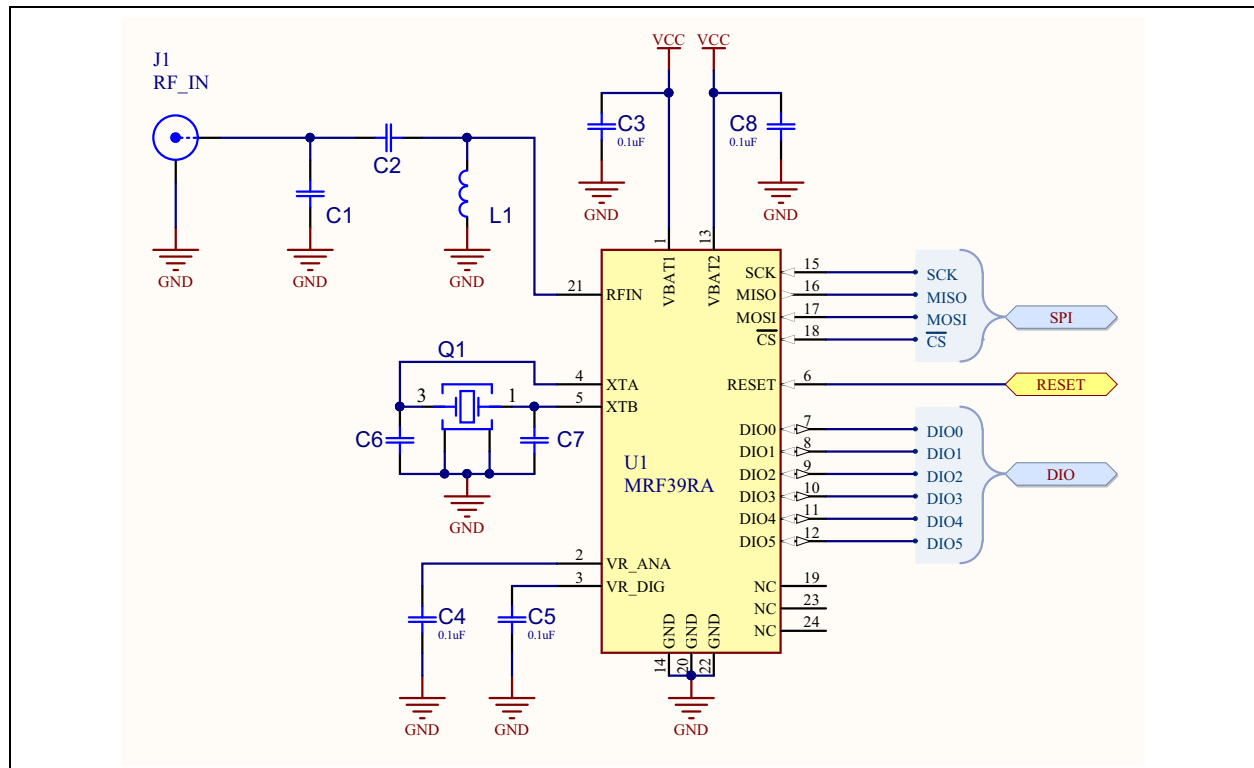 J1
RF_IN
VCC
VCC
C3
0.1uF
C8
0.1uF
C2
C1
L1
GND
GND
GND
GND
GND
1
VBAT1
13
VBAT2
21
RFIN
SCK
15
SCK
MISO
16
MISO
MOSI
17
MOSI
CS
18
CS
SPI
Q1
4
XTA
3
1
5
XTB
C6
C7
GND
RESET
6
RESET
U1
MRF39RA
DIO0
7
DIO0
DIO1
8
DIO1
DIO2
9
DIO2
DIO3
10
DIO3
DIO4
11
DIO4
DIO5
12
DIO5
DIO
2
VR_ANA
3
VR_DIG
C4
0.1uF
C5
0.1uF
NC
19
NC
23
NC
24
GND
GND
GND
14
20
22
GND
GND
GND